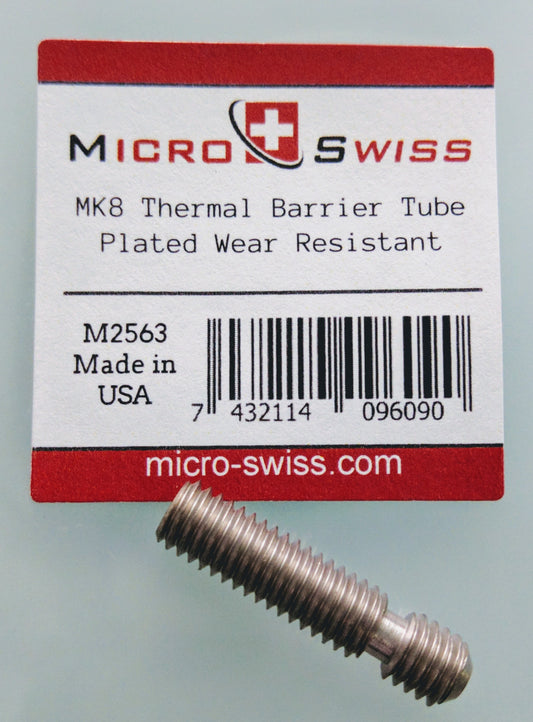 MICRO SWISS
MK8 Thermal Barrier Tube
Plated Wear Resistant
M2563
Made in
USA
7 432114 096090
micro-swiss.com